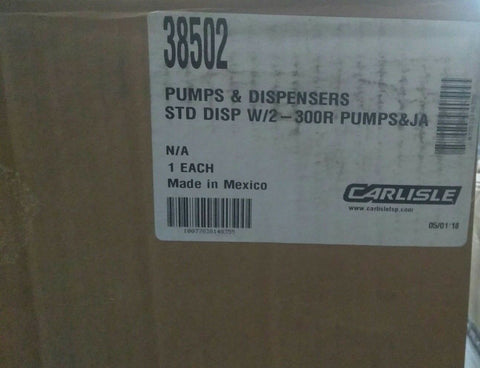 38502
PUMPS & DISPENSERS
STD DISP W/2-300R PUMPS&JA
N/A
1 EACH
Made in Mexico
CARLISLE
www.carlislefsp.com
05/01/18